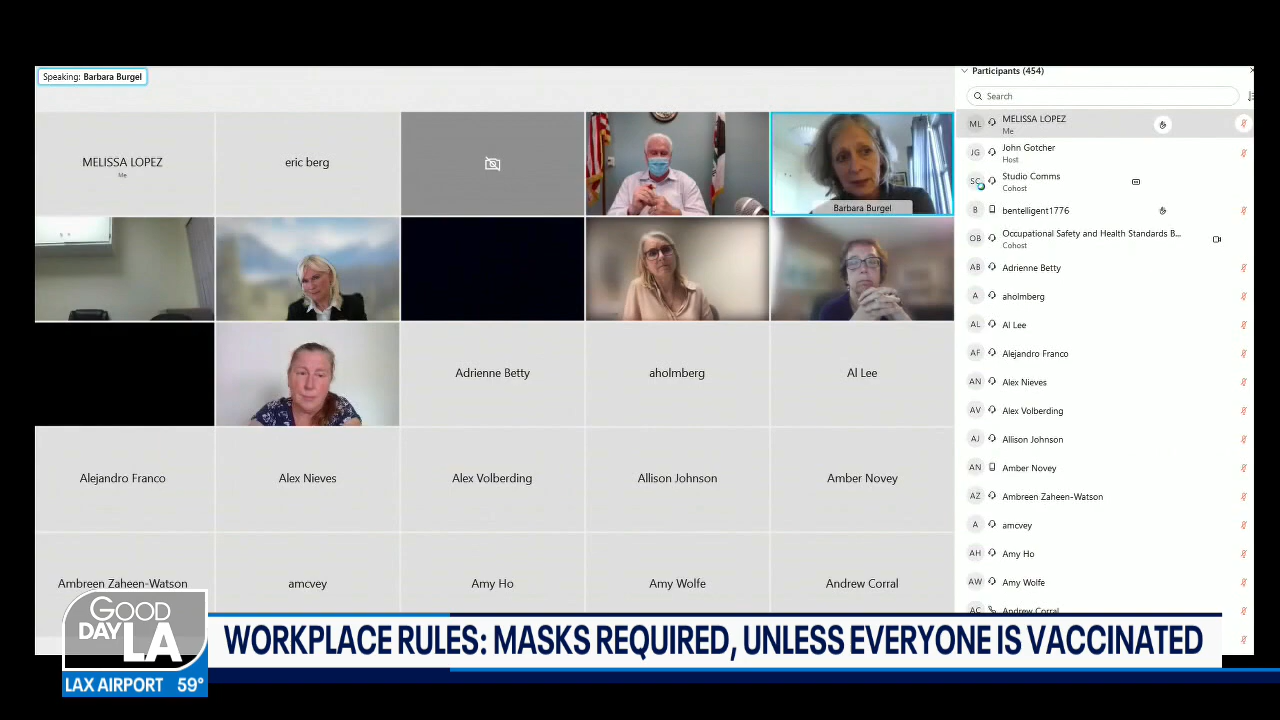 Speaking: Barbara Burgel
MELISSA LOPEZ
Me
eric berg
Barbara Burgel
Adrienne Betty
aholmberg
Al Lee
Alejandro Franco
Alex Nieves
Alex Volberding
Allison Johnson
Amber Novey
Ambreen Zaheen-Watson
amcvey
Amy Ho
Amy Wolfe
Andrew Corral
Participants (454)
Search
ML MELISSA LOPEZ
Me
JG John Gotcher
Host
SC Studio Comms
Cohost
B bentelligent1776
OB Occupational Safety and Health Standards B...
Cohost
AB Adrienne Betty
A aholmberg
AL Al Lee
AF Alejandro Franco
AN Alex Nieves
AV Alex Volberding
AJ Allison Johnson
AN Amber Novey
AZ Ambreen Zaheen-Watson
A amcvey
AH Amy Ho
AW Amy Wolfe
AC Andrew Corral
GOOD
DAY LA
WORKPLACE RULES: MASKS REQUIRED, UNLESS EVERYONE IS VACCINATED
LAX AIRPORT 59°